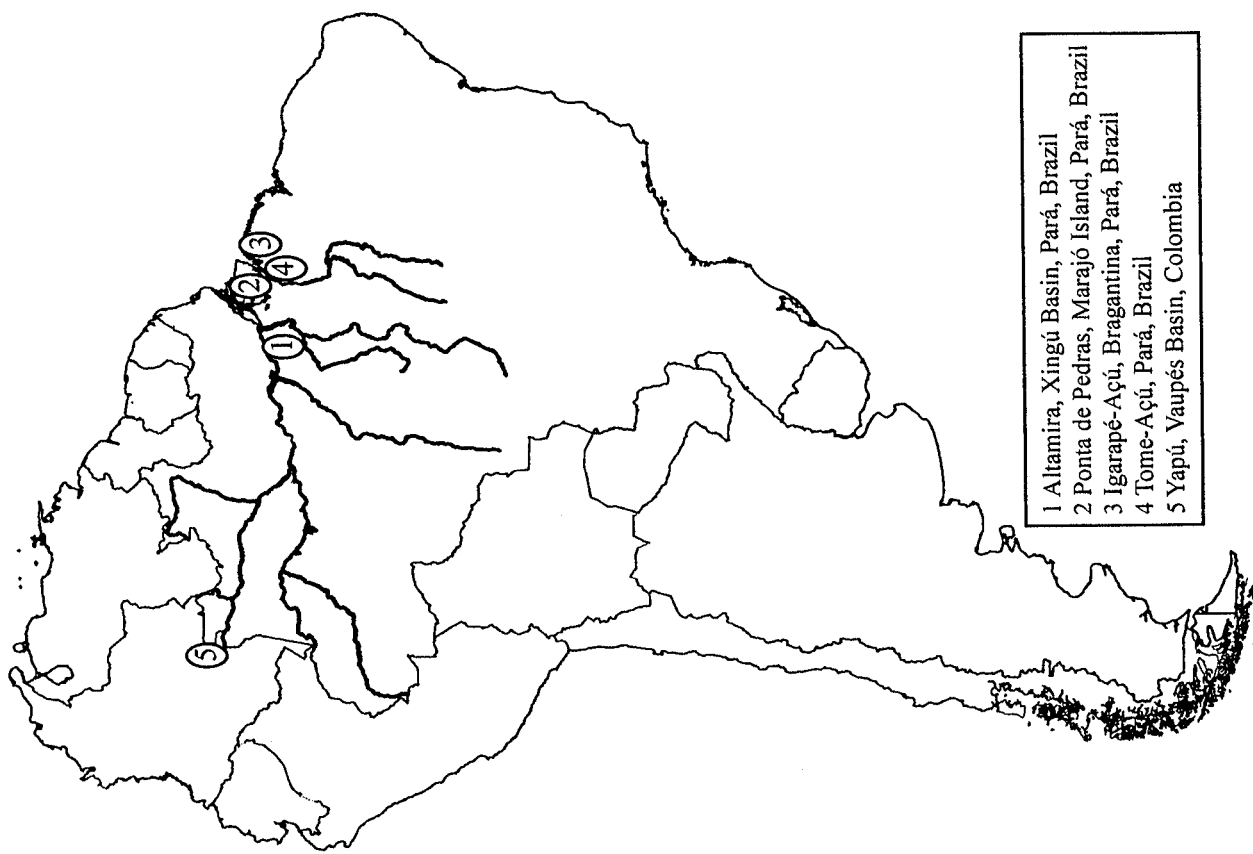 1 Altamira, Xingú Basin, Pará, Brazil
2 Ponta de Pedras, Marajó Island, Pará, Brazil
3 Igarapé-Açú, Bragantina, Pará, Brazil
4 Tome-Açú, Pará, Brazil
5 Yapú, Vaupés Basin, Colombia
1
2
3
4
5